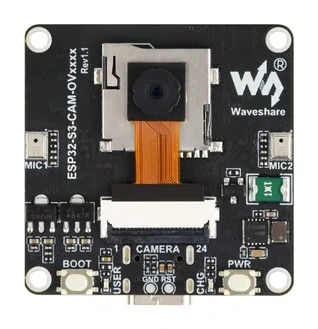 ESP32-S3-CAM-OVxxxx
Rev1.1
®
Waveshare
MIC1
MIC2
1 CAMERA 24
BOOT
USER
GND RST
CHG
PWR